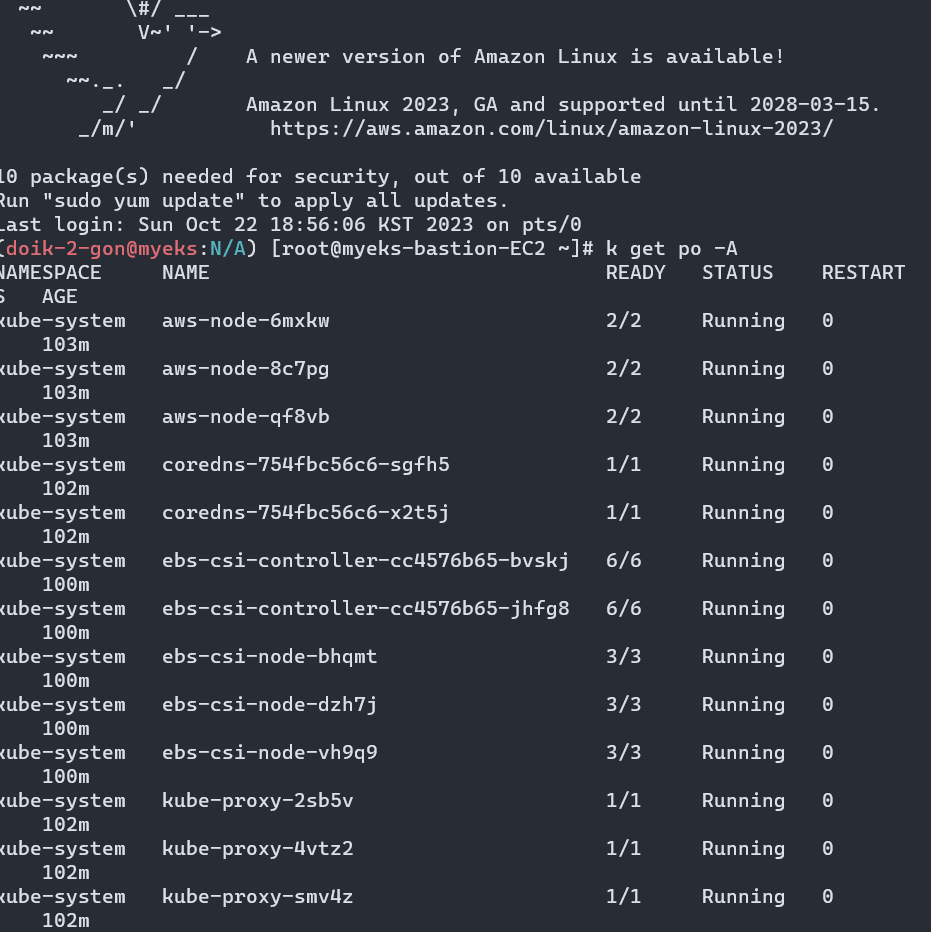 ~~       \#/ ___
   ~~       V~' '->
    ~~~         /    A newer version of Amazon Linux is available!
      ~~._.   _/
         _/ _/       Amazon Linux 2023, GA and supported until 2028-03-15.
       _/m/'           https://aws.amazon.com/linux/amazon-linux-2023/
10 package(s) needed for security, out of 10 available
Run "sudo yum update" to apply all updates.
Last login: Sun Oct 22 18:56:06 KST 2023 on pts/0
(doik-2-gon@myeks:N/A) [root@myeks-bastion-EC2 ~]# k get po -A
NAMESPACE     NAME                                 READY   STATUS    RESTART
S   AGE
kube-system   aws-node-6mxkw                       2/2     Running   0
    103m
kube-system   aws-node-8c7pg                       2/2     Running   0
    103m
kube-system   aws-node-qf8vb                       2/2     Running   0
    103m
kube-system   coredns-754fbc56c6-sgfh5             1/1     Running   0
    102m
kube-system   coredns-754fbc56c6-x2t5j             1/1     Running   0
    102m
kube-system   ebs-csi-controller-cc4576b65-bvskj   6/6     Running   0
    100m
kube-system   ebs-csi-controller-cc4576b65-jhfg8   6/6     Running   0
    100m
kube-system   ebs-csi-node-bhqmt                   3/3     Running   0
    100m
kube-system   ebs-csi-node-dzh7j                   3/3     Running   0
    100m
kube-system   ebs-csi-node-vh9q9                   3/3     Running   0
    100m
kube-system   kube-proxy-2sb5v                     1/1     Running   0
    102m
kube-system   kube-proxy-4vtz2                     1/1     Running   0
    102m
kube-system   kube-proxy-smv4z                     1/1     Running   0
    102m